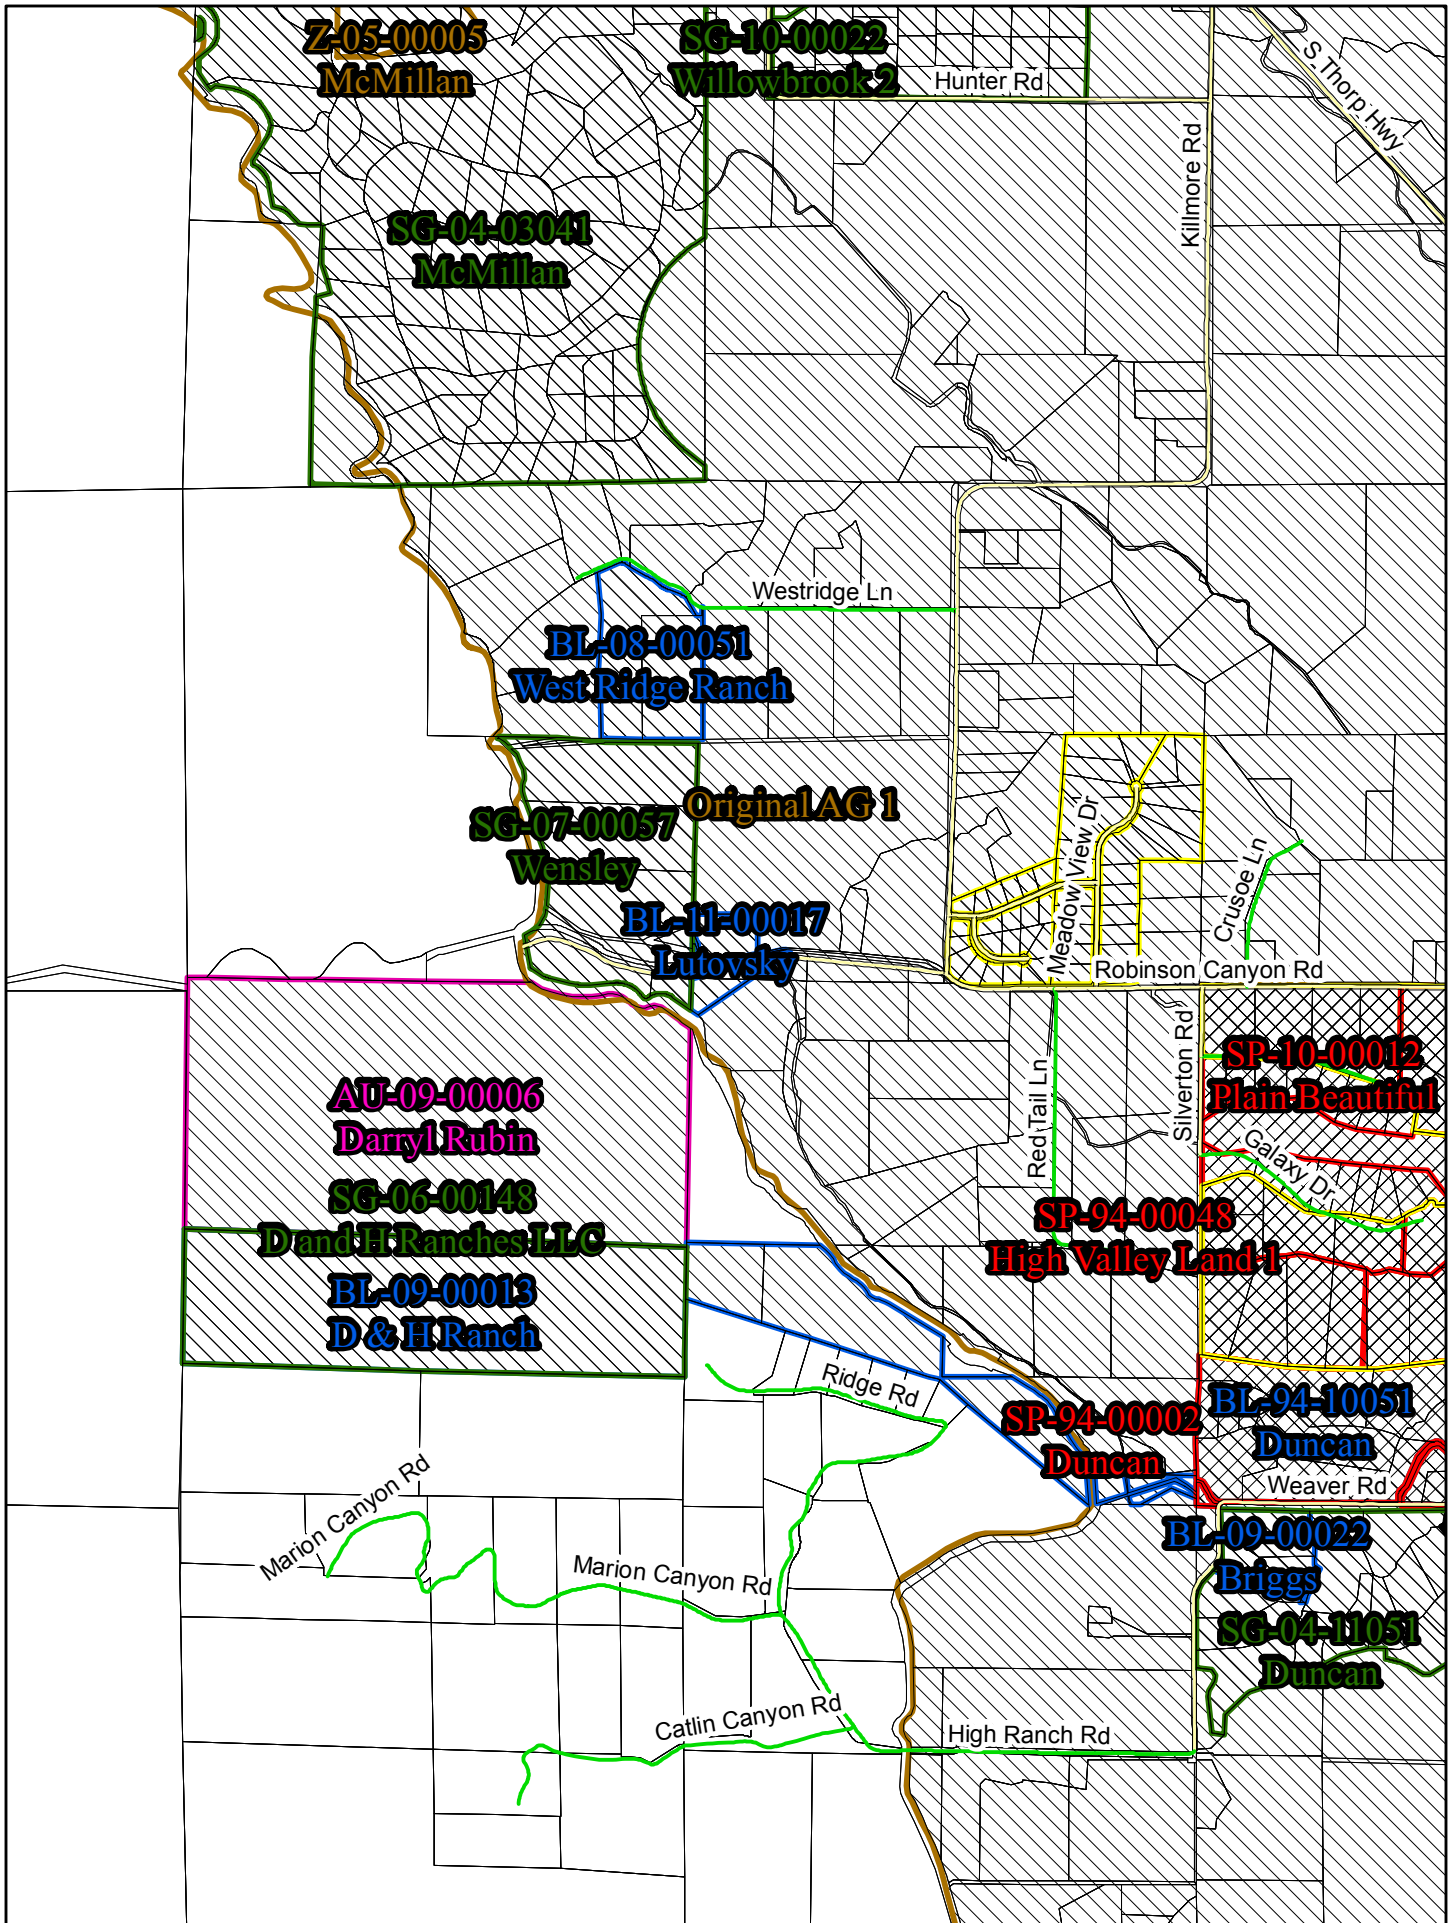 Z-05-00005
McMillan
SG-10-00022
Willowbrook 2
Hunter Rd
S Thorp Hwy
Kilmore Rd
SG-04-03041
McMillan
Westridge Ln
BL-08-00051
West Ridge Ranch
Original AG 1
SG-07-00057
Wensley
Meadow View Dr
Crusoe Ln
BL-11-00017
Lutovsky
Robinson Canyon Rd
Silverton Rd
Red Tail Ln
SP-10-00012
Plain Beautiful
AU-09-00006
Darryl Rubin
Galaxy Dr
SG-06-00148
D and H Ranches LLC
SP-94-00048
High Valley Land 1
BL-09-00013
D & H Ranch
Ridge Rd
SP-94-00002
Duncan
BL-94-10051
Duncan
Weaver Rd
Marion Canyon Rd
BL-09-00022
Briggs
Marion Canyon Rd
SG-04-11051
Duncan
Catlin Canyon Rd
High Ranch Rd